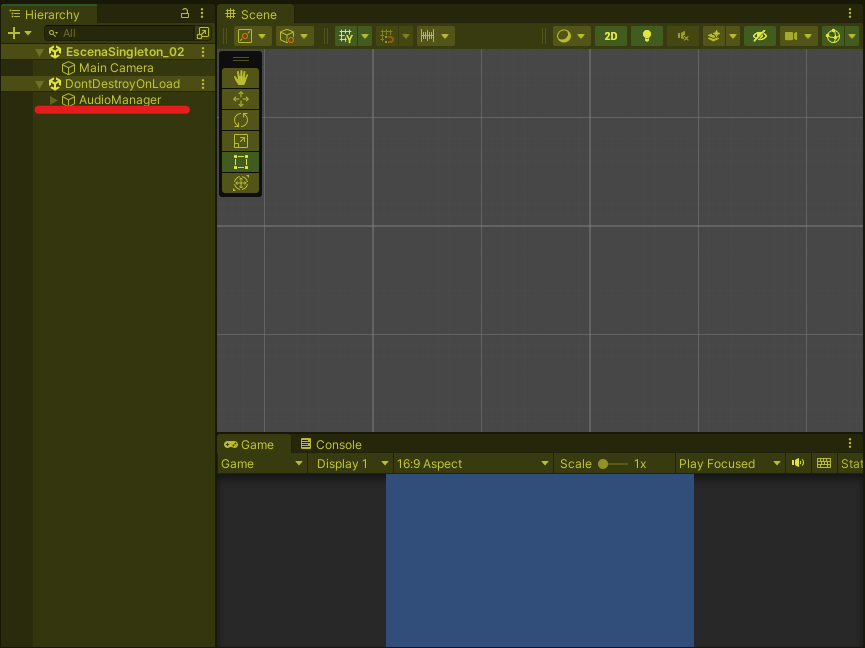 Hierarchy
All
EscenaSingleton_02
Main Camera
DontDestroyOnLoad
AudioManager
Scene
2D
Game
Console
Game
Display 1
16:9 Aspect
Scale
1x
Play Focused
Stat